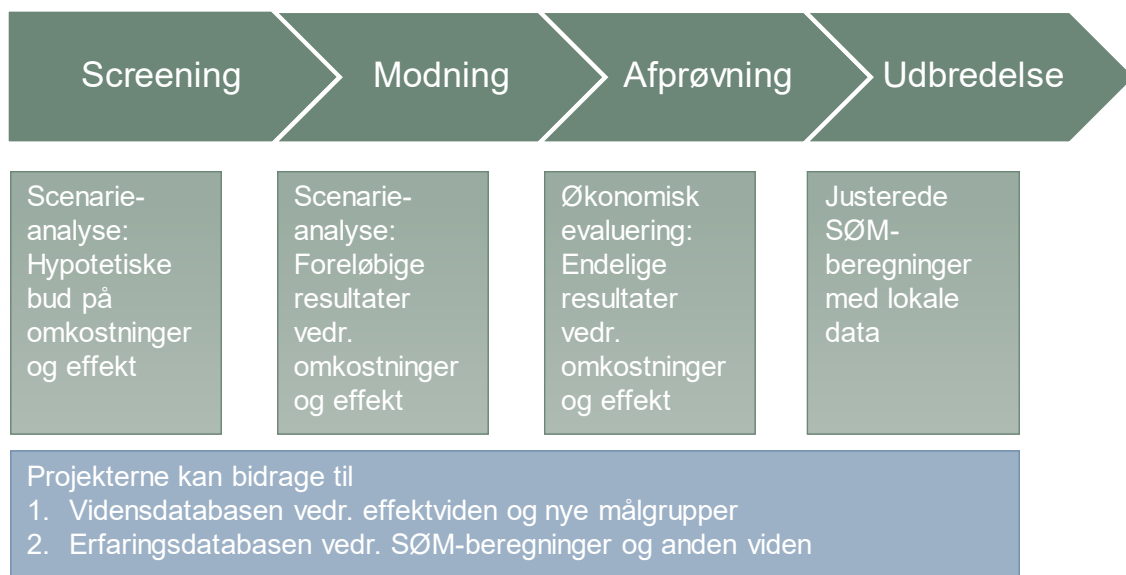 Screening
Modning
Afprøvning
Udbredelse
Scenarie-
analyse:
Hypotetiske
bud på
omkostninger
og effekt
Scenarie-
analyse:
Foreløbige
resultater
vedr.
omkostninger
og effekt
Økonomisk
evaluering:
Endelige
resultater
vedr.
omkostninger
og effekt
Justerede
SØM-
beregninger
med lokale
data
Projekterne kan bidrage til
1. Vidensdatabasen vedr. effektviden og nye målgrupper
2. Erfaringsdatabasen vedr. SØM-beregninger og anden viden